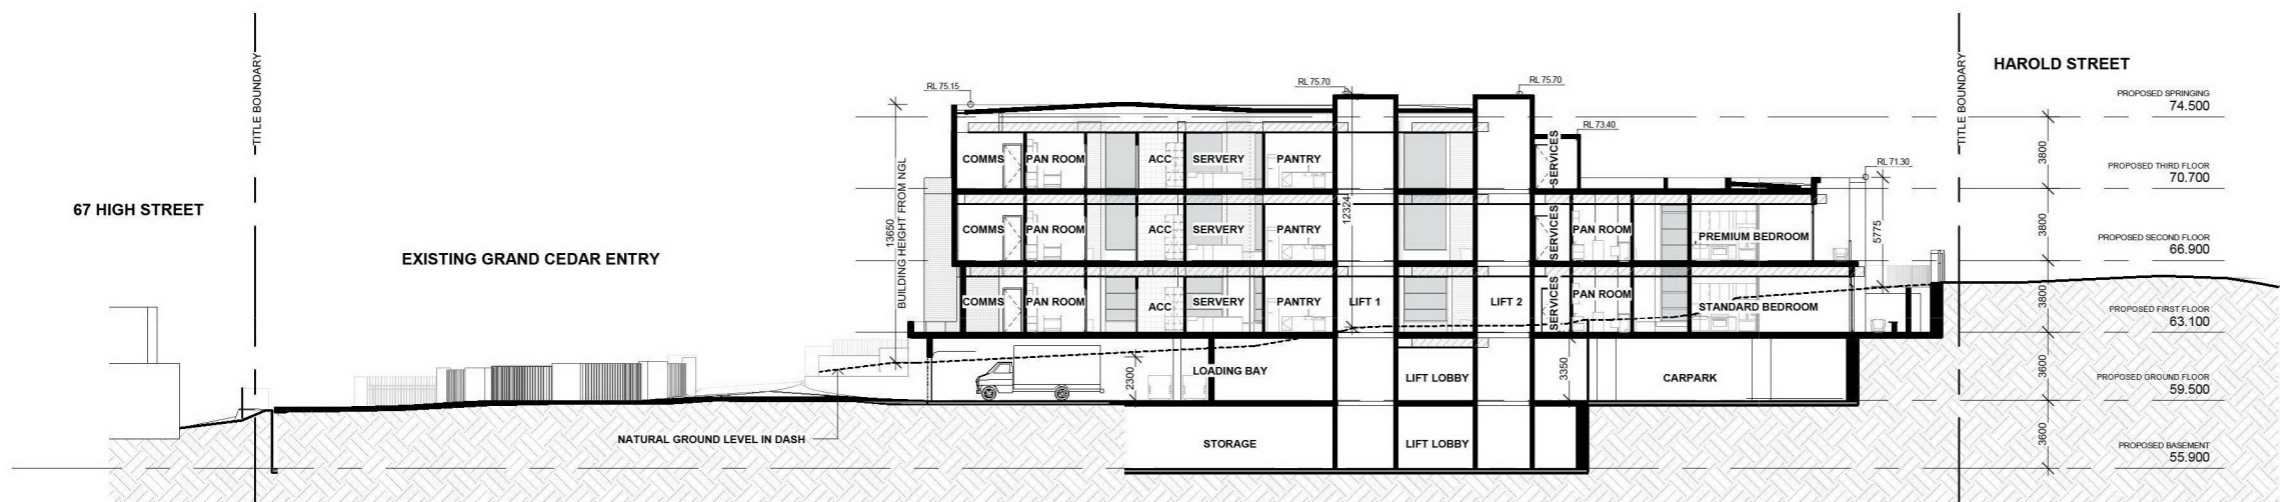 TITLE BOUNDARY
67 HIGH STREET
EXISTING GRAND CEDAR ENTRY
NATURAL GROUND LEVEL IN DASH
13650
BUILDING HEIGHT FROM NGL
RL 75.15
RL 75.70
RL 75.70
RL 73.40
RL 71.30
COMMS
PAN ROOM
ACC
SERVERY
PANTRY
SERVICES
COMMS
PAN ROOM
ACC
SERVERY
PANTRY
12324
SERVICES
PAN ROOM
PREMIUM BEDROOM
5775
COMMS
PAN ROOM
ACC
SERVERY
PANTRY
LIFT 1
LIFT 2
SERVICES
PAN ROOM
STANDARD BEDROOM
2300
LOADING BAY
LIFT LOBBY
3350
CARPARK
STORAGE
LIFT LOBBY
TITLE BOUNDARY
HAROLD STREET
PROPOSED SPRINGING
74.500
3800
PROPOSED THIRD FLOOR
70.700
3800
PROPOSED SECOND FLOOR
66.900
3800
PROPOSED FIRST FLOOR
63.100
3600
PROPOSED GROUND FLOOR
59.500
3600
PROPOSED BASEMENT
55.900